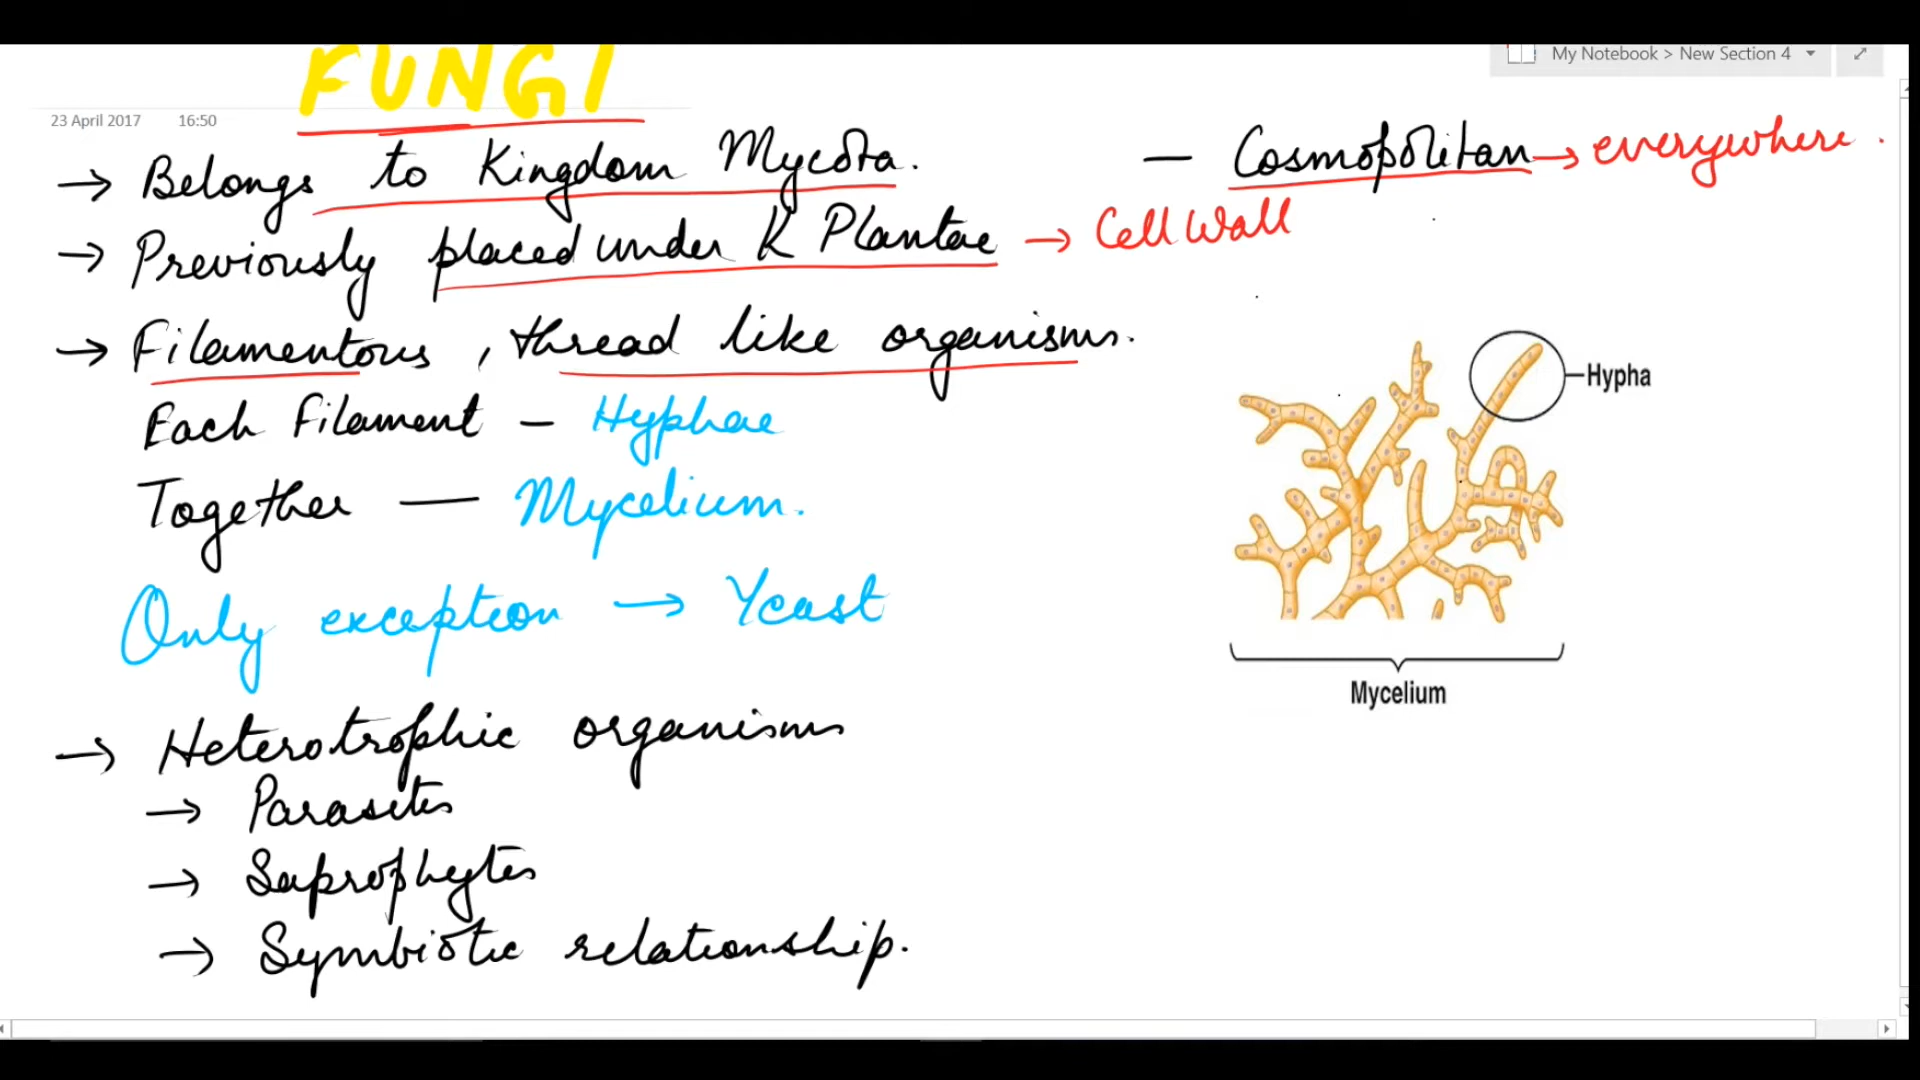 FUNGI
My Notebook > New Section 4
23 April 2017 16:50
→ Belongs to Kingdom Mycota.
— Cosmopolitan → everywhere.
→ Previously placed under K Plantae → Cell Wall
→ Filamentous, thread like organisms.
Each Filament – Hyphae
Together — Mycelium.
Only exception → Yeast
→ Heterotrophic organisms
→ Parasites
→ Saprophytes
→ Symbiotic relationship.
Hypha
Mycelium